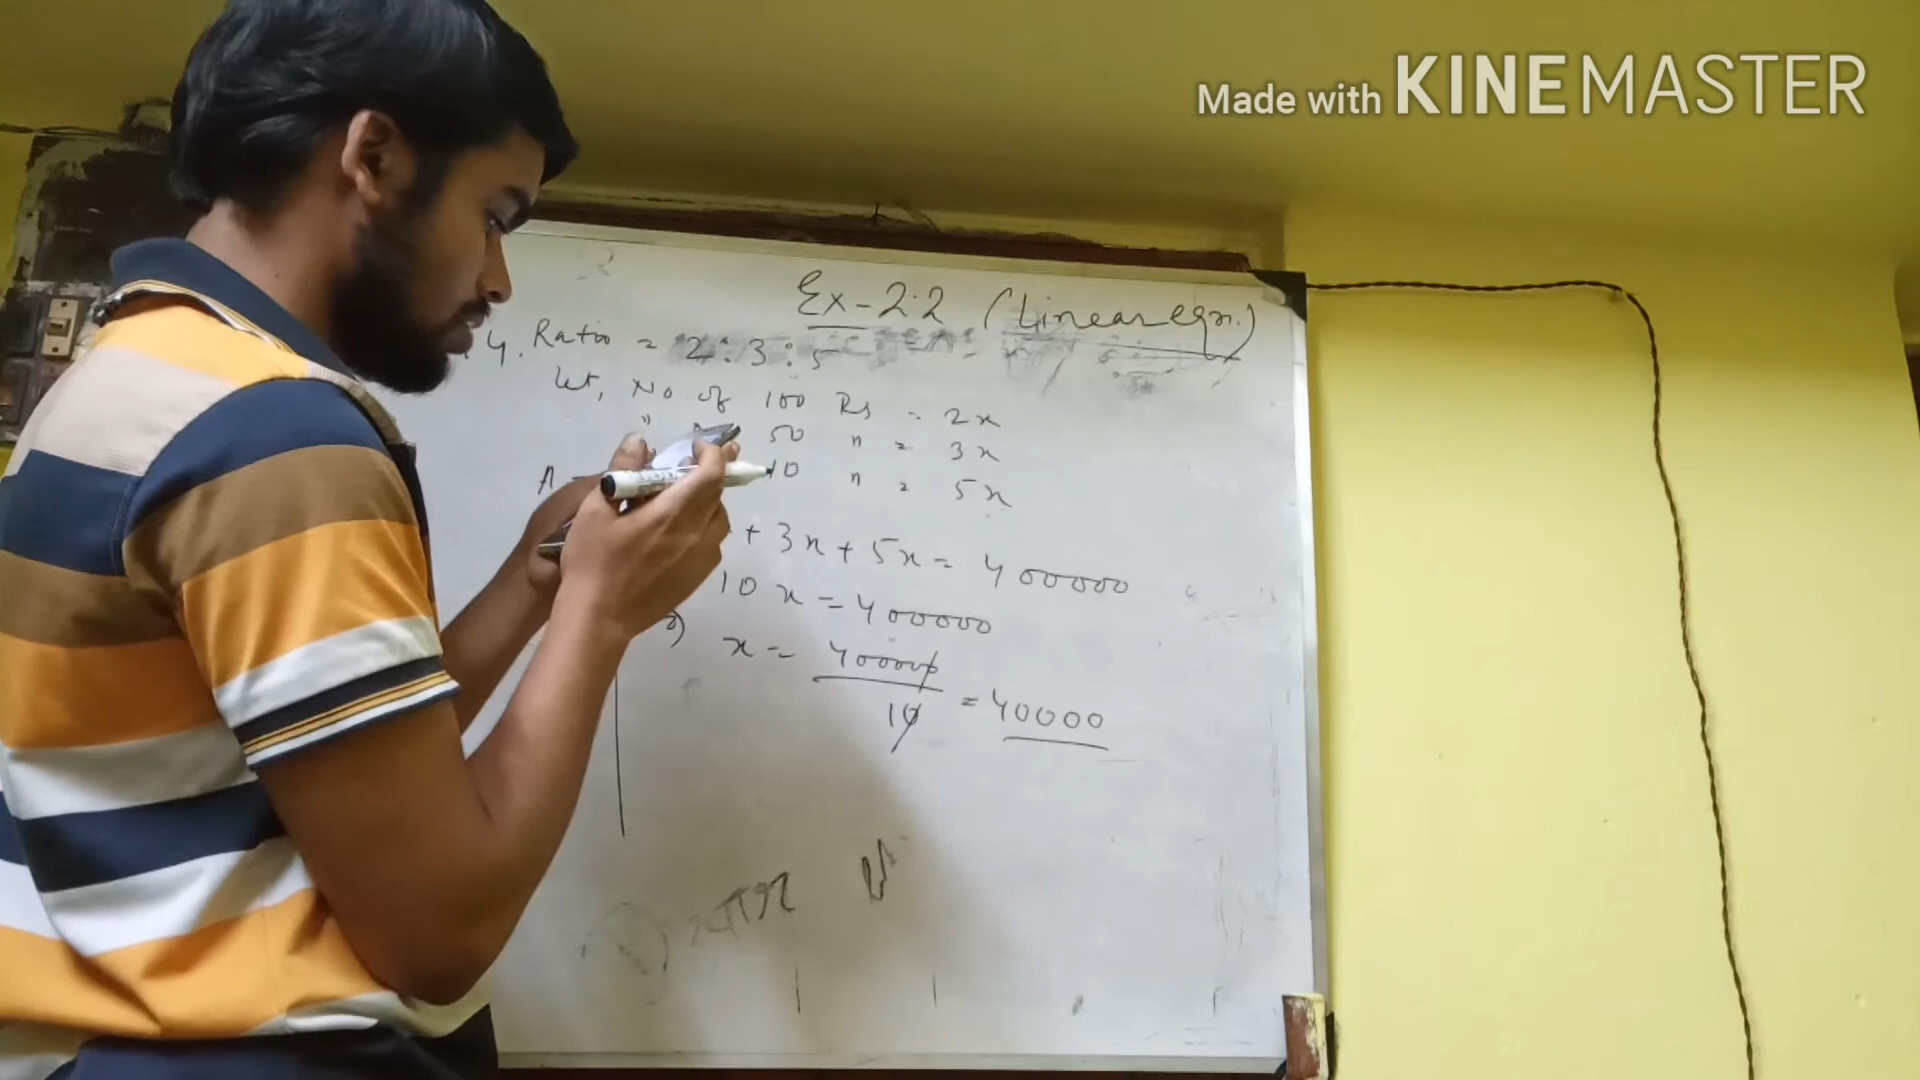 Made with KINEMASTER
Ex-2.2 (Linear eqn.)
4. Ratio = 2:3:5
let, No of 100 Rs = 2x
" 50 " = 3x
10 " = 5x
+ 3x + 5x = 400000
10x = 400000
x = 400000 / 10 = 40000